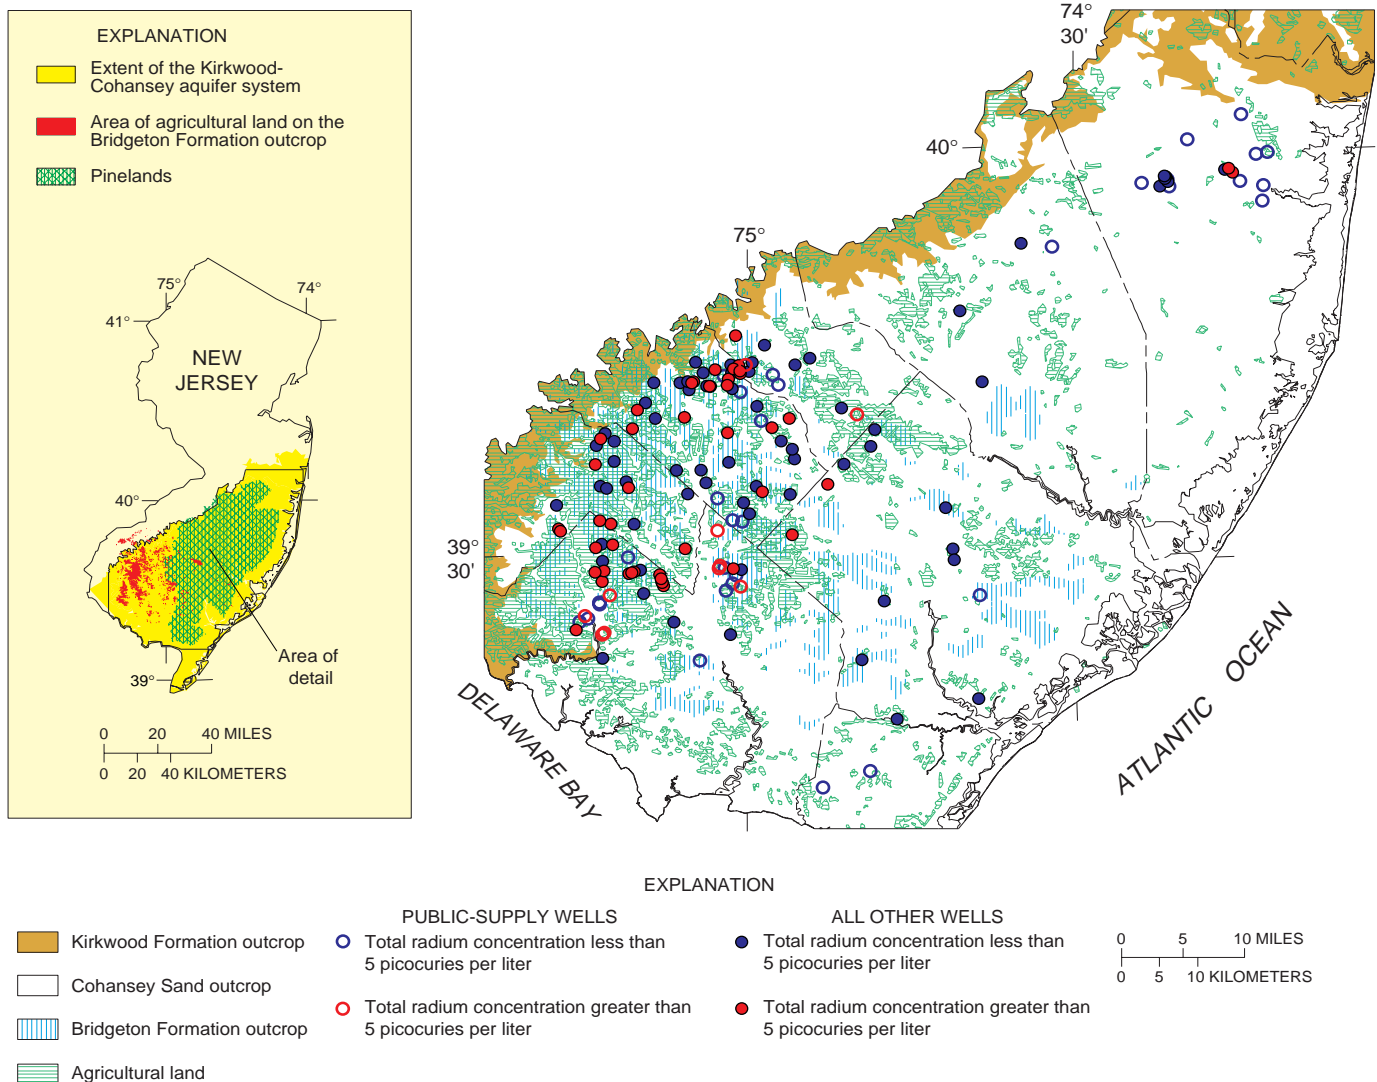 EXPLANATION
Extent of the Kirkwood-
Cohansey aquifer system
Area of agricultural land on the
Bridgeton Formation outcrop
Pinelands
75°
74°
41°
NEW
JERSEY
40°
39°
Area of
detail
0 20 40 MILES
0 20 40 KILOMETERS
74°
30'
40°
75°
39°
30'
DELAWARE BAY
ATLANTIC OCEAN
EXPLANATION
PUBLIC-SUPPLY WELLS
ALL OTHER WELLS
Kirkwood Formation outcrop
Cohansey Sand outcrop
Bridgeton Formation outcrop
Agricultural land
Total radium concentration less than
5 picocuries per liter
Total radium concentration greater than
5 picocuries per liter
Total radium concentration less than
5 picocuries per liter
Total radium concentration greater than
5 picocuries per liter
0 5 10 MILES
0 5 10 KILOMETERS